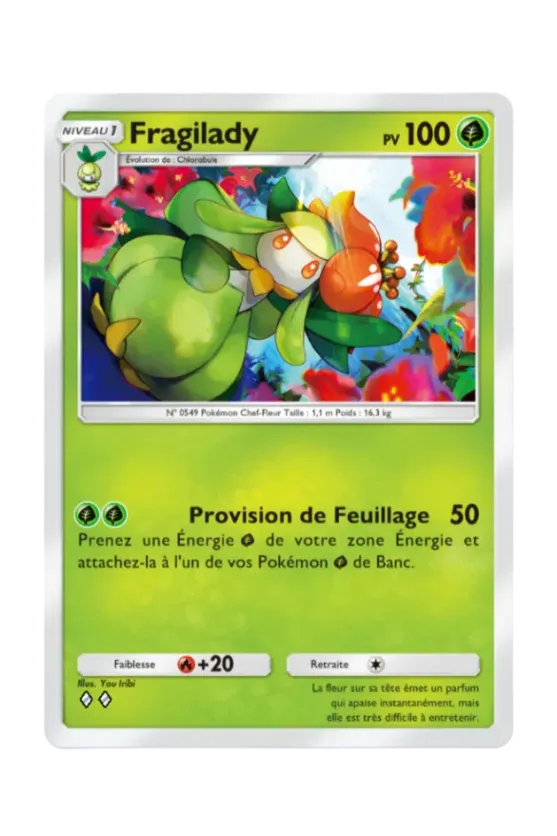 NIVEAU 1
Fragilady
PV 100
Évolution de : Chlorobule
N° 0549 Pokémon Chef-Fleur Taille : 1,1 m Poids : 16,3 kg
Provision de Feuillage 50
Prenez une Énergie de votre zone Énergie et
attachez-la à l'un de vos Pokémon de Banc.
Faiblesse +20
Retraite
Illus. You Iribi
La fleur sur sa tête émet un parfum
qui apaise instantanément, mais
elle est très difficile à entretenir.